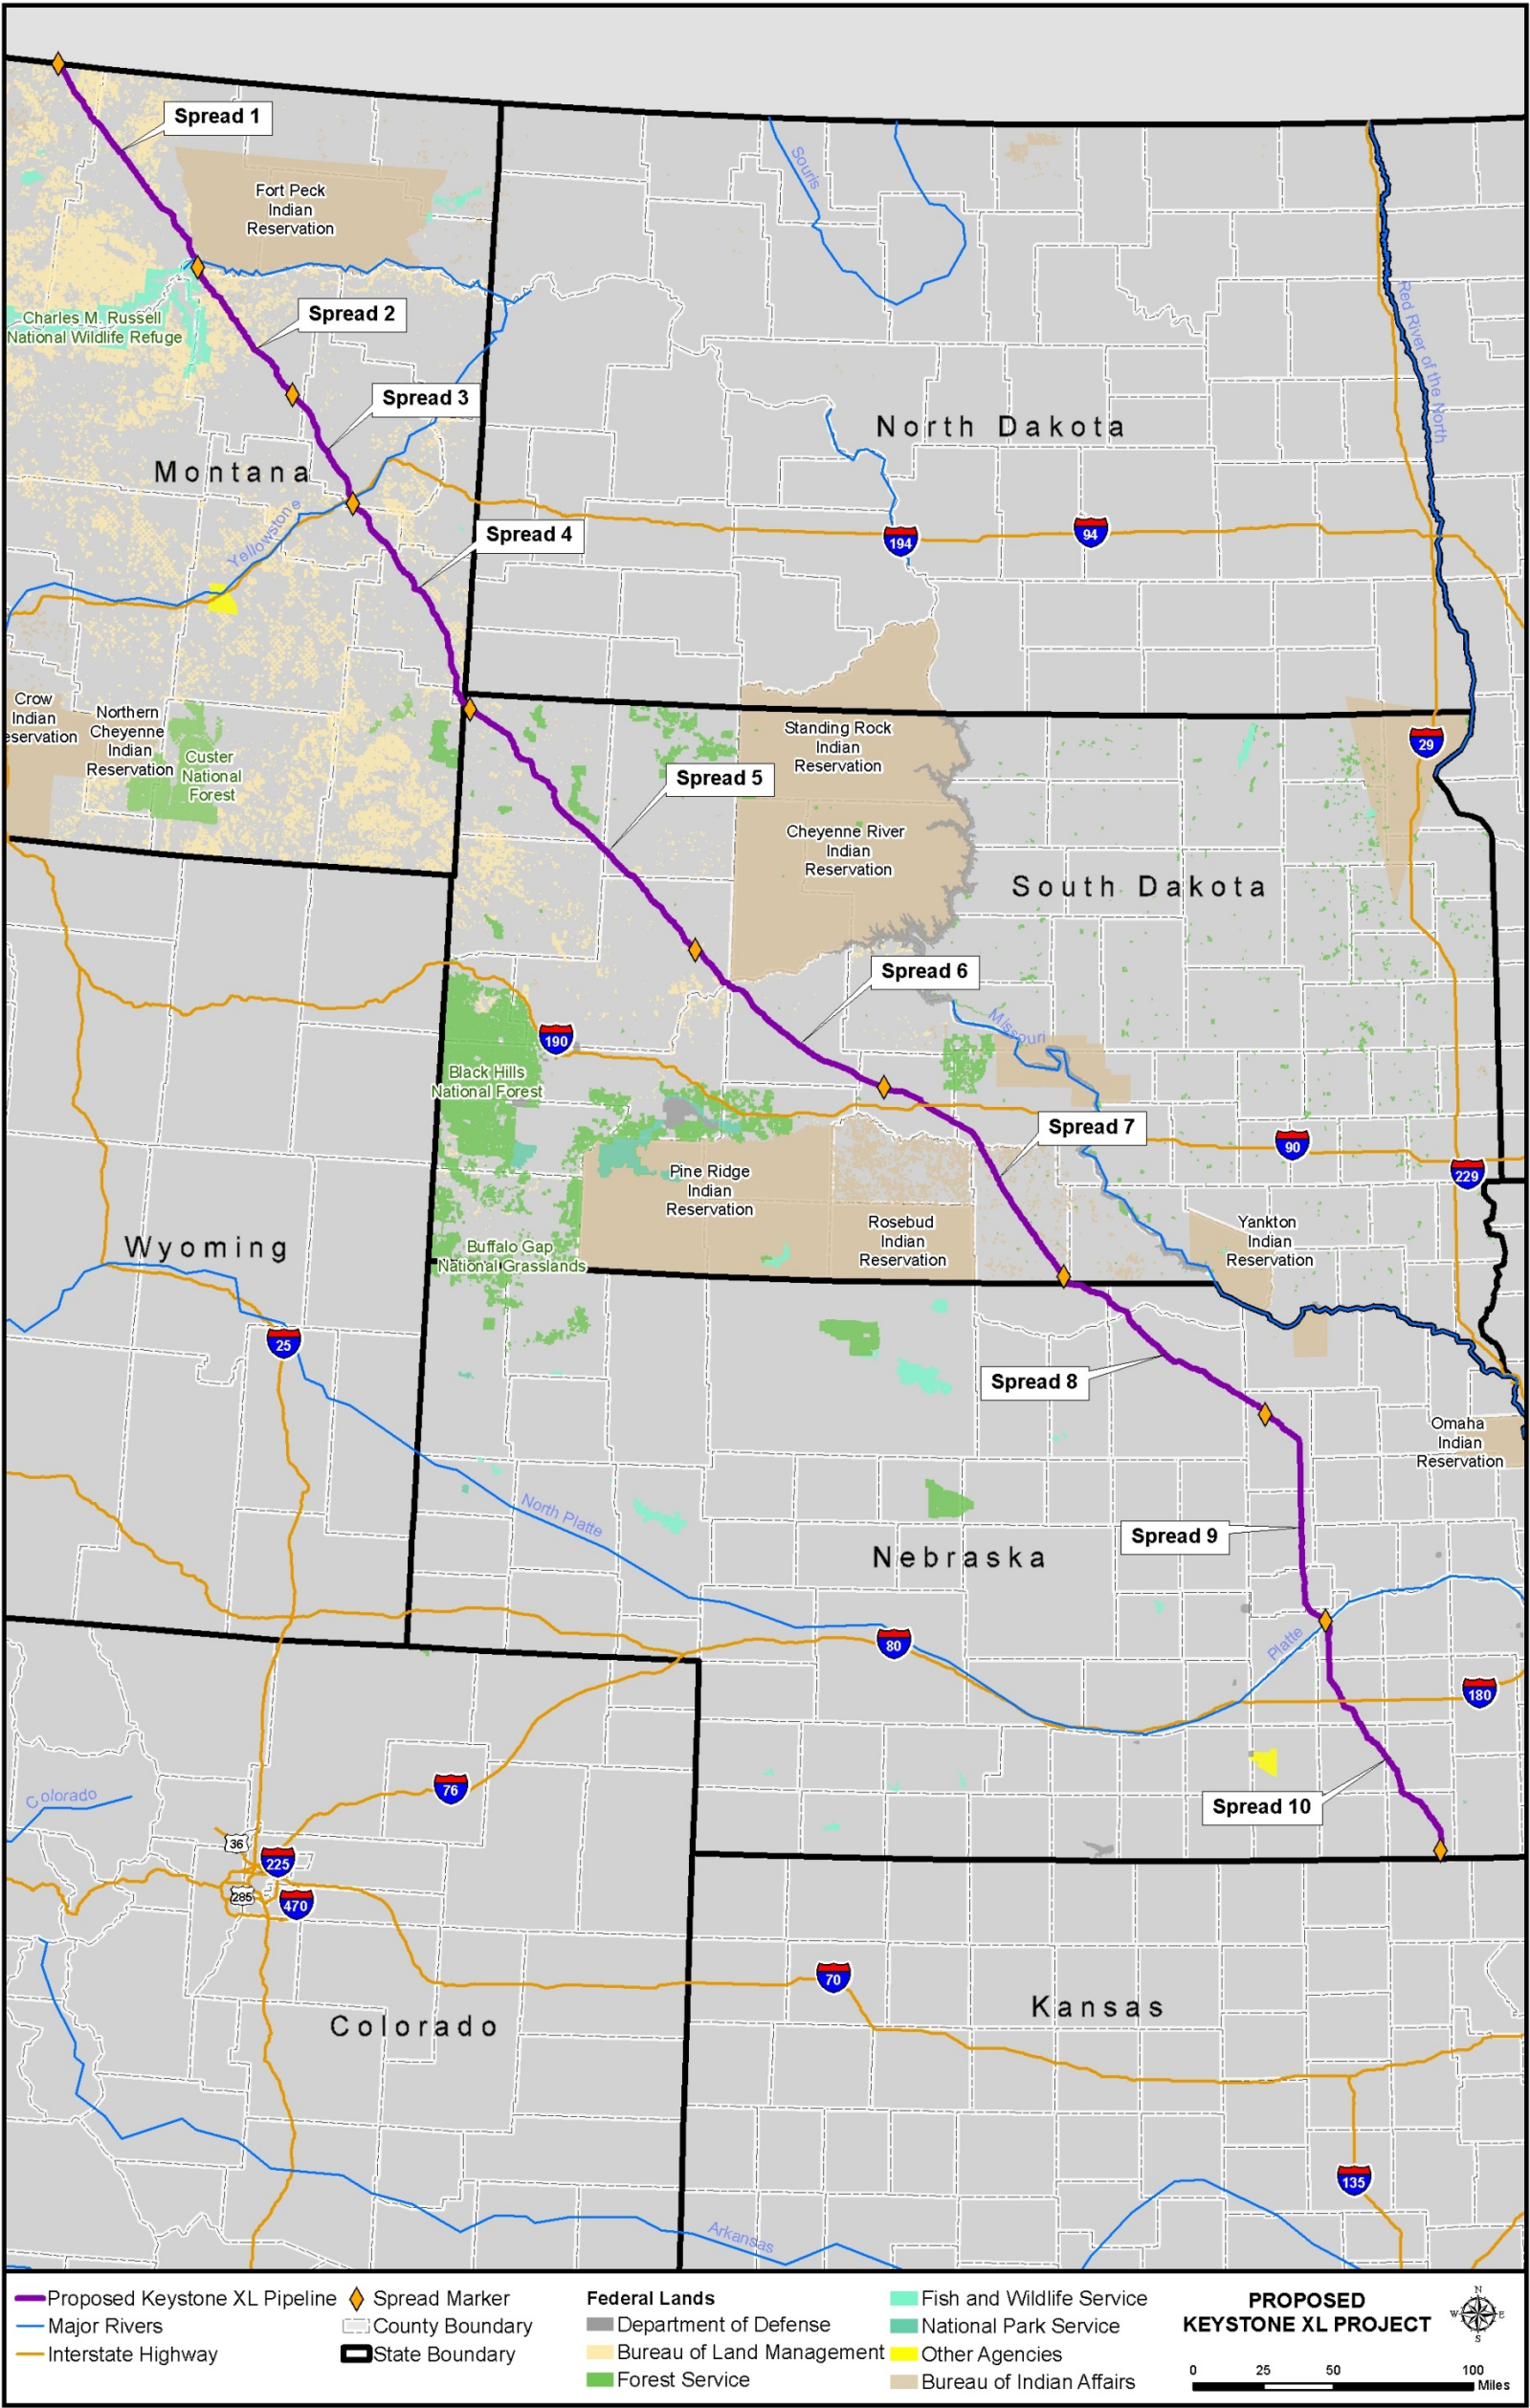 Spread 1
Fort Peck
Indian
Reservation
Souris
Spread 2
Charles M. Russell
National Wildlife Refuge
Red River of the North
Spread 3
North Dakota
Montana
Yellowstone
Spread 4
194
94
Crow
Indian
eservation
Northern
Cheyenne
Indian
Reservation
Custer
National
Forest
Standing Rock
Indian
Reservation
29
Spread 5
Cheyenne River
Indian
Reservation
South Dakota
Spread 6
Missouri
190
Black Hills
National Forest
Spread 7
90
229
Pine Ridge
Indian
Reservation
Rosebud
Indian
Reservation
Yankton
Indian
Reservation
Wyoming
Buffalo Gap
National Grasslands
25
Spread 8
Omaha
Indian
Reservation
North Platte
Spread 9
Nebraska
80
Platte
180
76
Colorado
Spread 10
36
225
285
470
70
Kansas
Colorado
135
Arkansas
Proposed Keystone XL Pipeline
Major Rivers
Interstate Highway
Spread Marker
County Boundary
State Boundary
Federal Lands
Department of Defense
Bureau of Land Management
Forest Service
Fish and Wildlife Service
National Park Service
Other Agencies
Bureau of Indian Affairs
PROPOSED
KEYSTONE XL PROJECT
N
W E
S
0 25 50 100
Miles